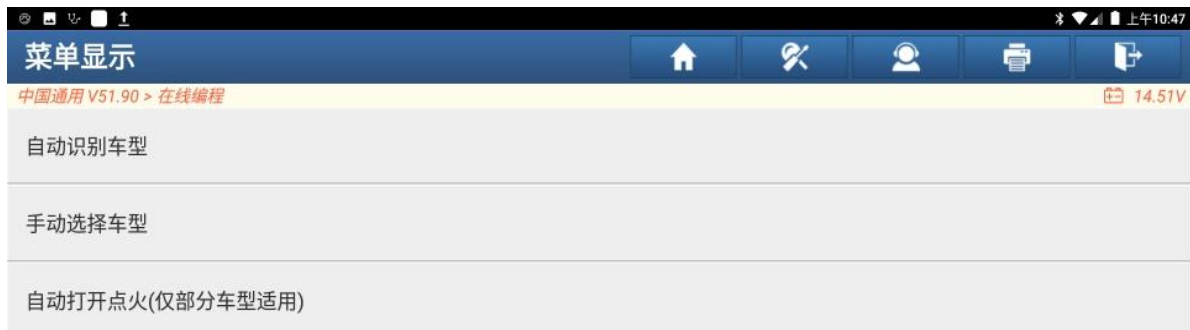 上午10:47
菜单显示
中国通用 V51.90 > 在线编程
14.51V
自动识别车型
手动选择车型
自动打开点火(仅部分车型适用)